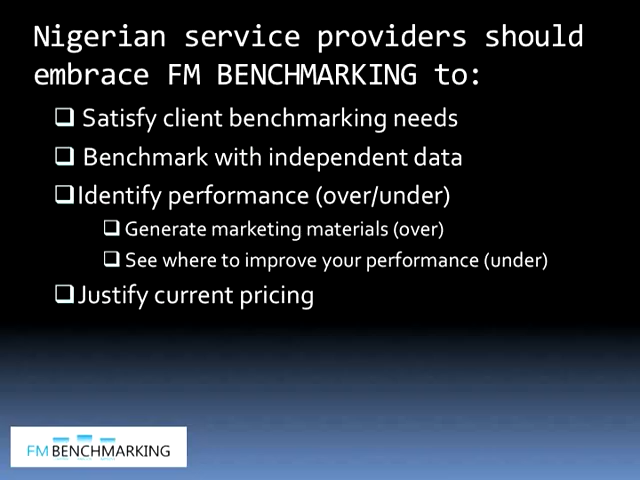 Nigerian service providers should
embrace FM BENCHMARKING to:
Satisfy client benchmarking needs
Benchmark with independent data
Identify performance (over/under)
Generate marketing materials (over)
See where to improve your performance (under)
Justify current pricing
FM BENCHMARKING